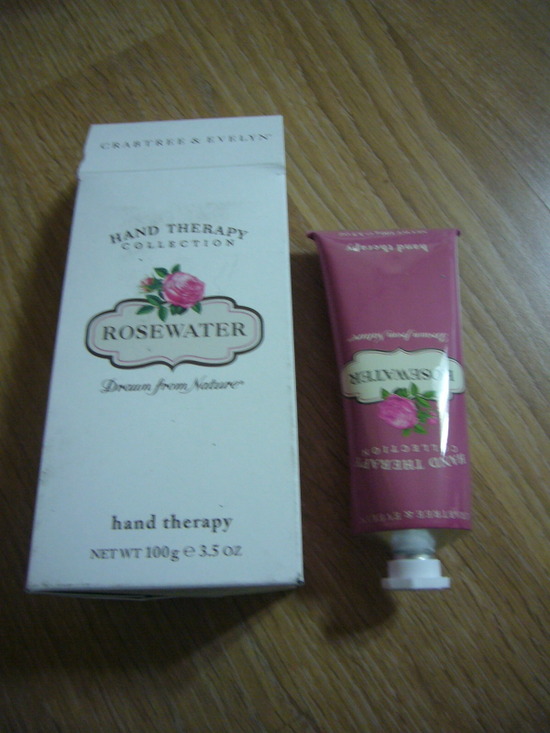 CRABTREE & EVELYN®
HAND THERAPY
COLLECTION
ROSEWATER
Drawn from Nature™
hand therapy
NET WT 100g ℮ 3.5 OZ
CRABTREE & EVELYN
HAND THERAPY
COLLECTION
ROSEWATER
Drawn from Nature
hand therapy